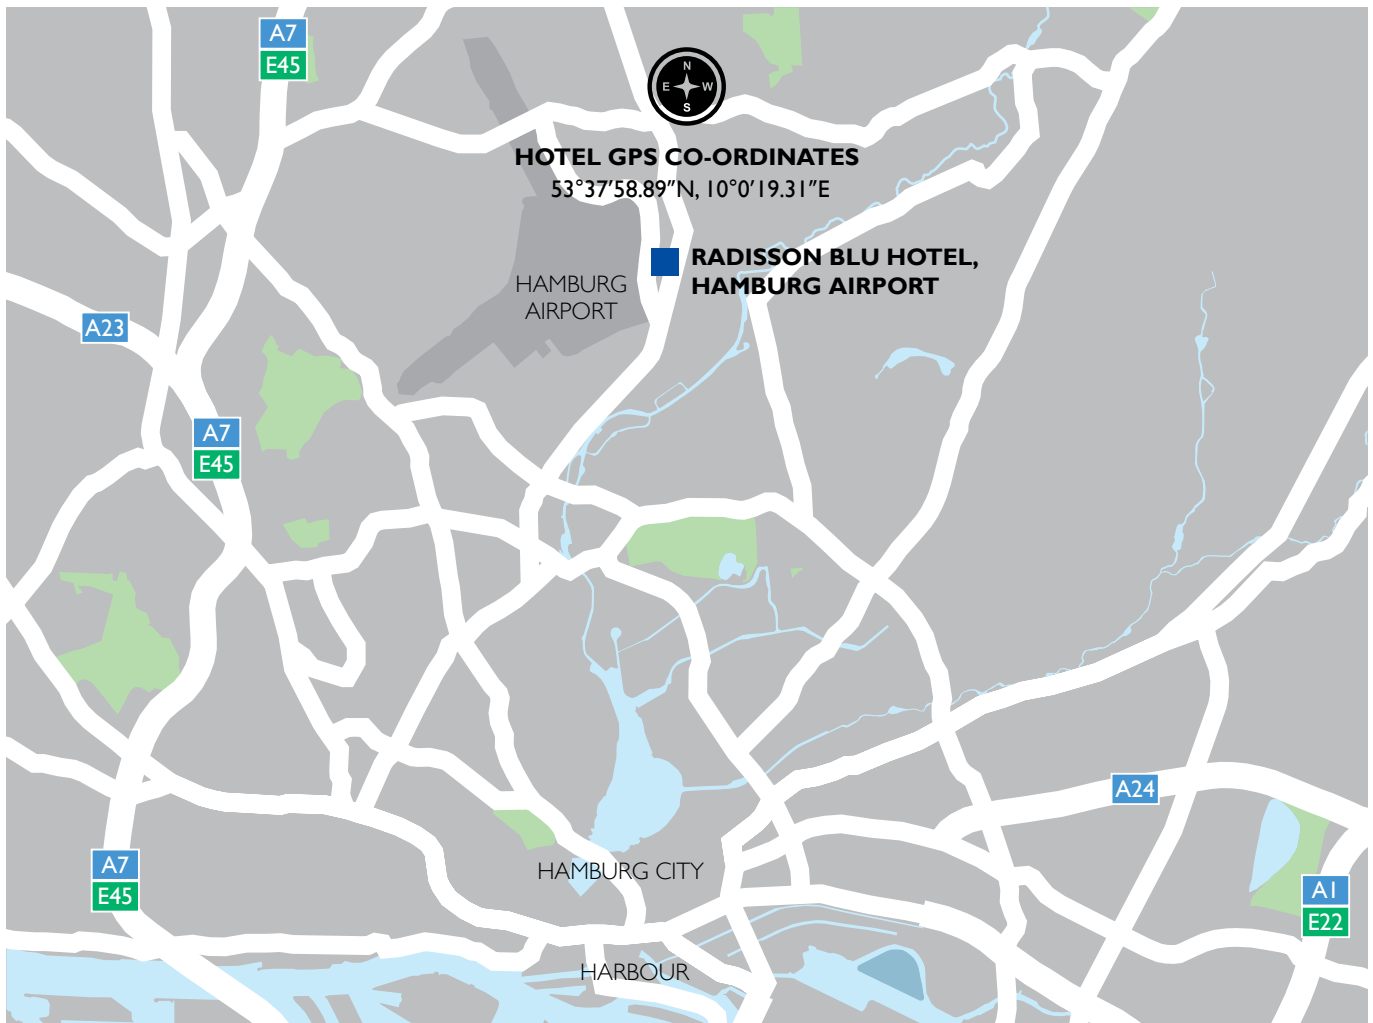 A7
E45
N
E W
S
HOTEL GPS CO-ORDINATES
53°37’58.89”N, 10°0’19.31”E
RADISSON BLU HOTEL,
HAMBURG AIRPORT
HAMBURG
AIRPORT
A23
A7
E45
A24
HAMBURG CITY
A7
E45
A1
E22
HARBOUR